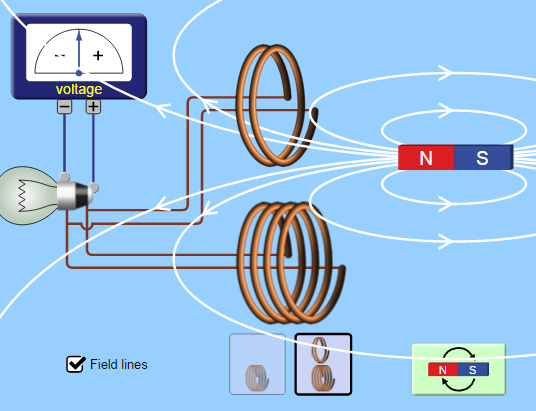 -- +
voltage
− +
N S
Field lines
N S